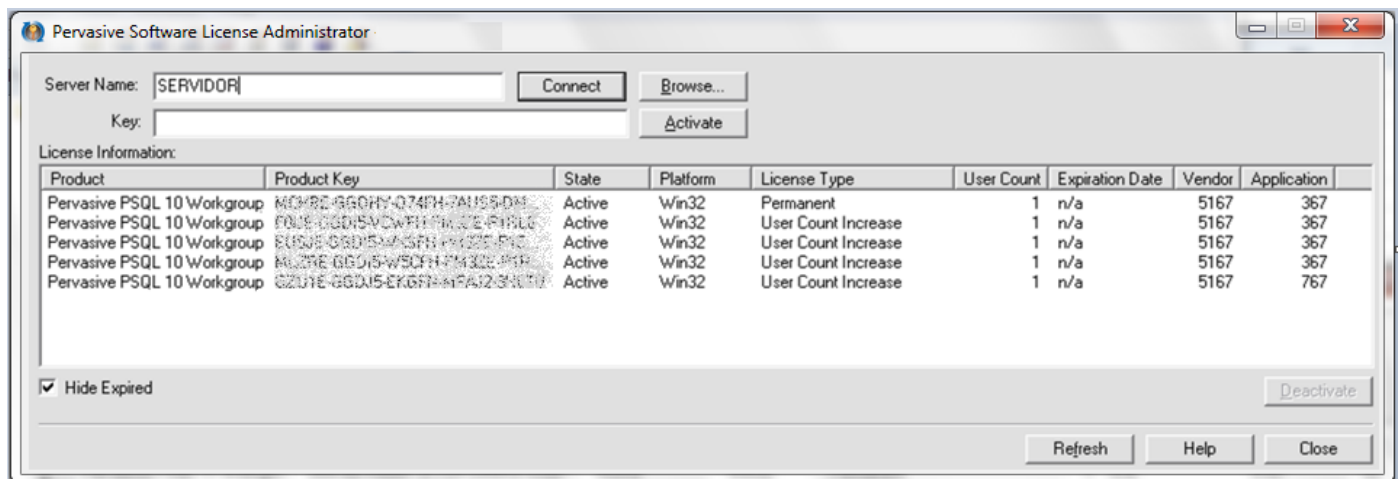 Pervasive Software License Administrator
Server Name: SERVIDOR Connect Browse...
Key: Activate
License Information:
Product Product Key State Platform License Type User Count Expiration Date Vendor Application
Pervasive PSQL 10 Workgroup Active Win32 Permanent 1 n/a 5167 367
Pervasive PSQL 10 Workgroup Active Win32 User Count Increase 1 n/a 5167 367
Pervasive PSQL 10 Workgroup Active Win32 User Count Increase 1 n/a 5167 367
Pervasive PSQL 10 Workgroup Active Win32 User Count Increase 1 n/a 5167 367
Pervasive PSQL 10 Workgroup Active Win32 User Count Increase 1 n/a 5167 767
Hide Expired Deactivate
Refresh Help Close